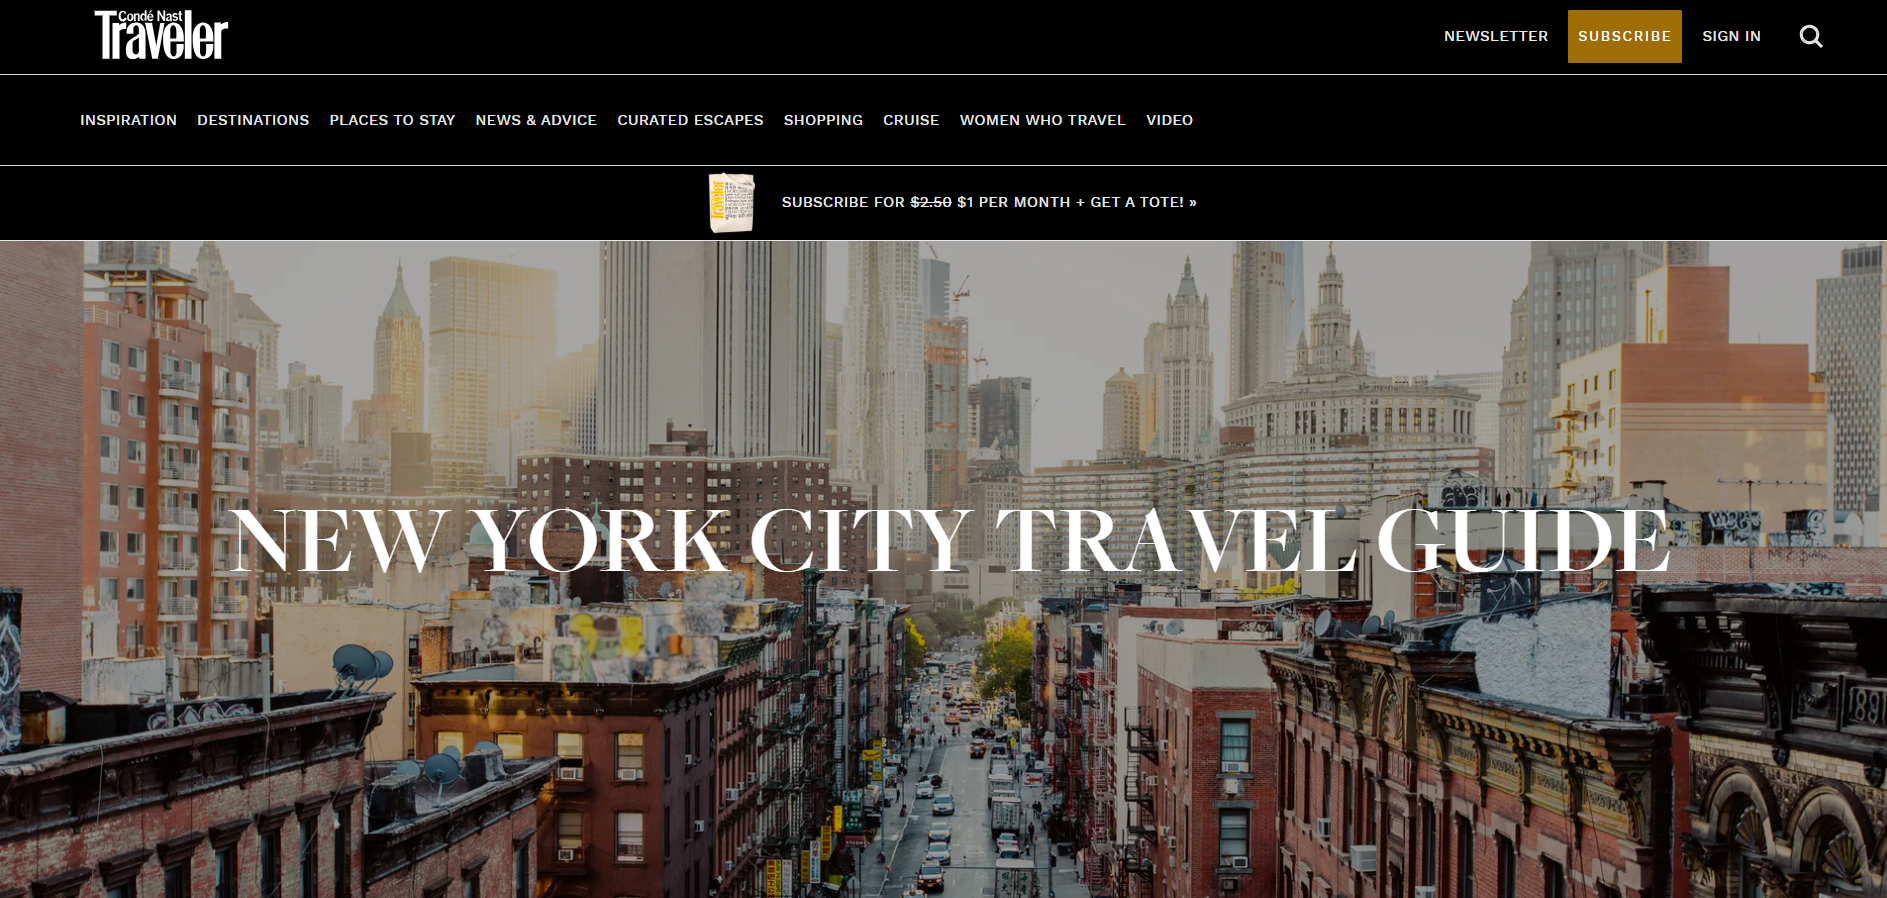 Condé Nast
Traveler
NEWSLETTER
SUBSCRIBE
SIGN IN
INSPIRATION
DESTINATIONS
PLACES TO STAY
NEWS & ADVICE
CURATED ESCAPES
SHOPPING
CRUISE
WOMEN WHO TRAVEL
VIDEO
Traveler
SUBSCRIBE FOR $2.50 $1 PER MONTH + GET A TOTE! »
NEW YORK CITY TRAVEL GUIDE